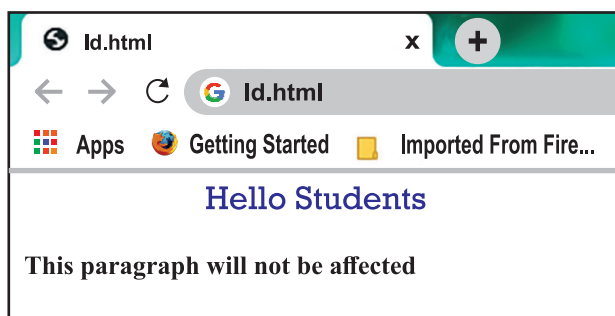 Id.html x +
Id.html
Apps Getting Started Imported From Fire...
Hello Students
This paragraph will not be affected